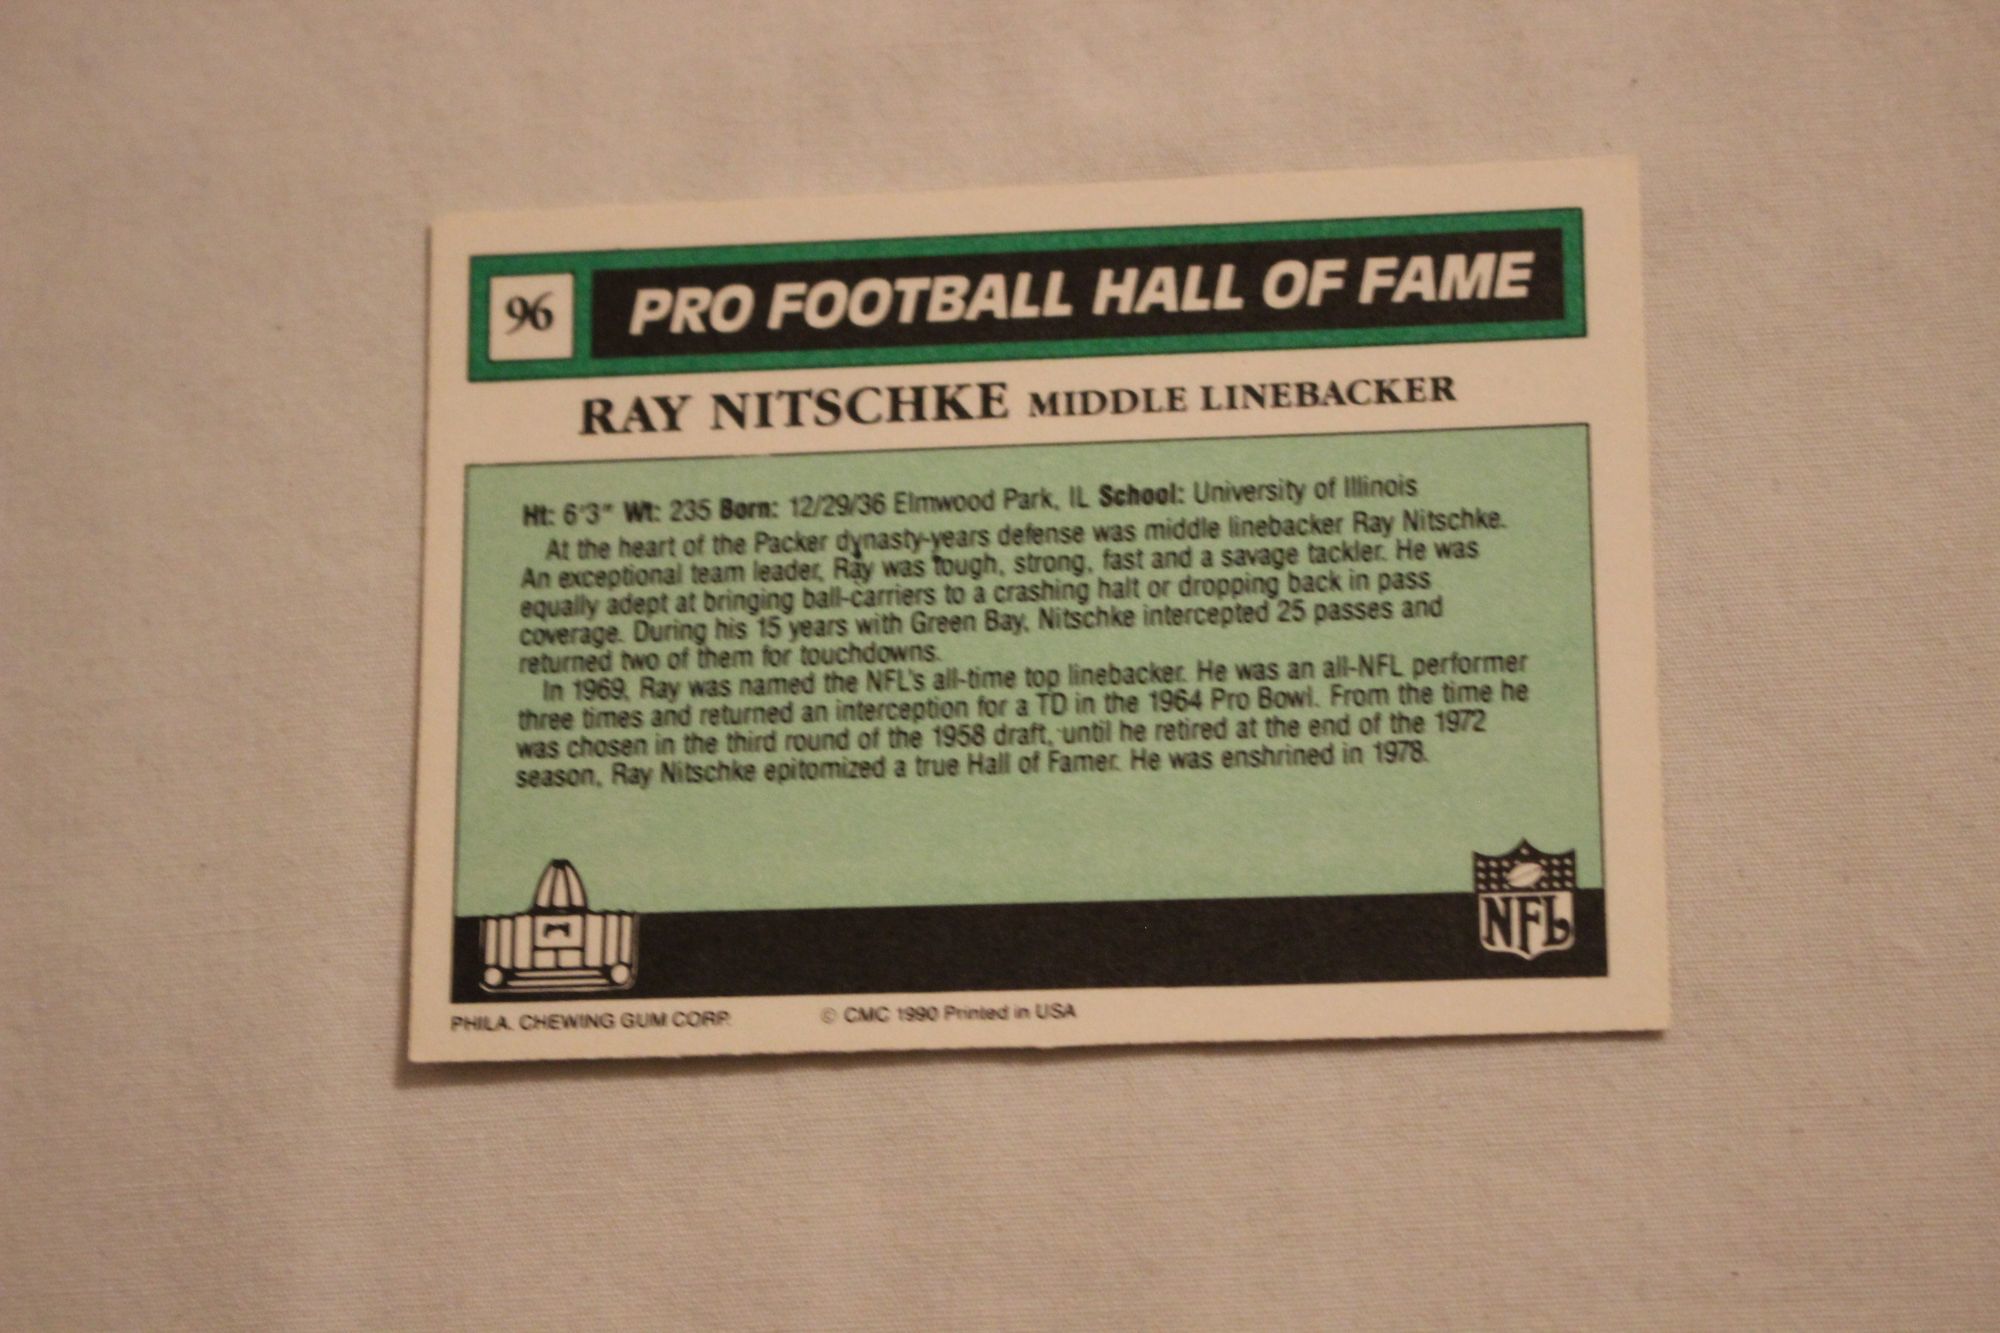 96
PRO FOOTBALL HALL OF FAME
RAY NITSCHKE MIDDLE LINEBACKER
Ht: 6'3" Wt: 235 Born: 12/29/36 Elmwood Park, IL School: University of Illinois
At the heart of the Packer dynasty-years defense was middle linebacker Ray Nitschke.
An exceptional team leader, Ray was tough, strong, fast and a savage tackler. He was
equally adept at bringing ball-carriers to a crashing halt or dropping back in pass
coverage. During his 15 years with Green Bay, Nitschke intercepted 25 passes and
returned two of them for touchdowns.
In 1969, Ray was named the NFL's all-time top linebacker. He was an all-NFL performer
three times and returned an interception for a TD in the 1964 Pro Bowl. From the time he
was chosen in the third round of the 1958 draft, until he retired at the end of the 1972
season, Ray Nitschke epitomized a true Hall of Famer. He was enshrined in 1978.
NFL
PHILA. CHEWING GUM CORP. © CMC 1990 Printed in USA